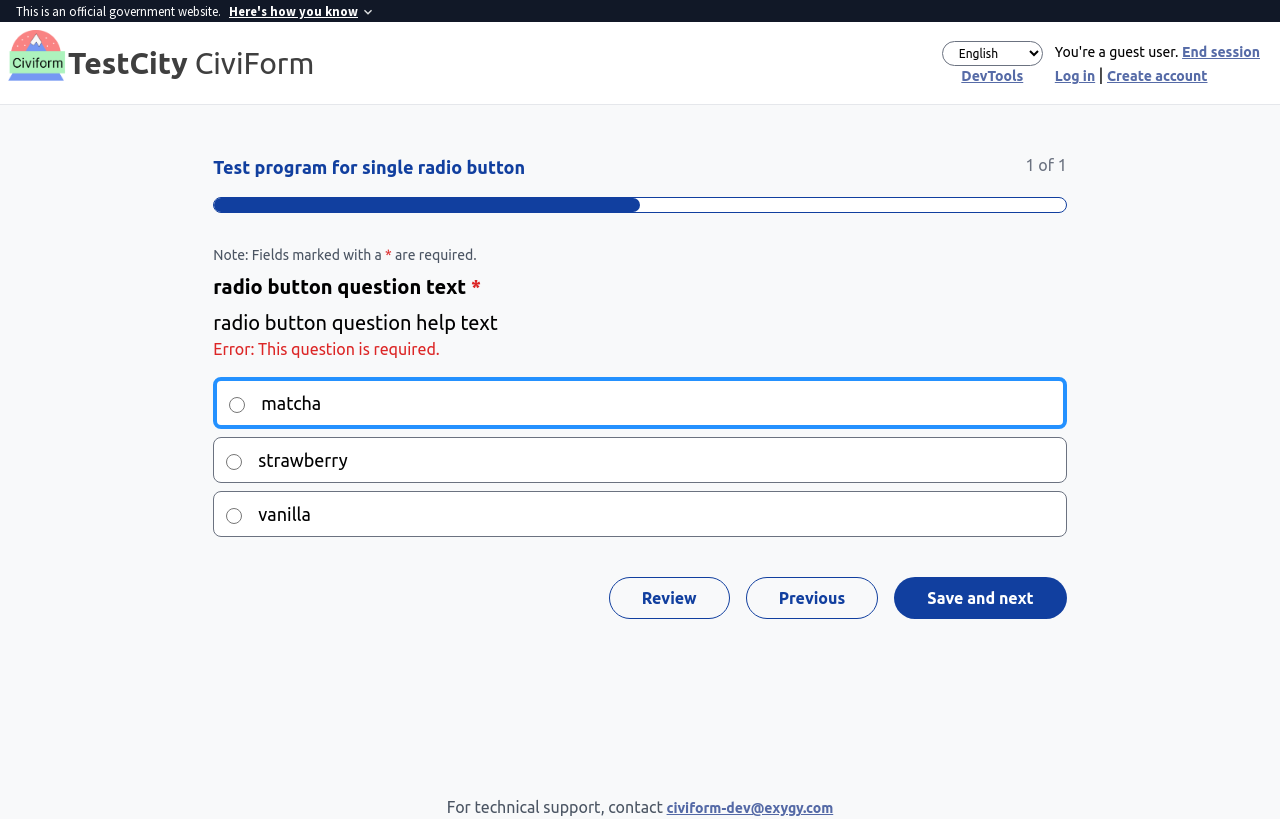 This is an official government website. Here's how you know
Civiform
TestCity CiviForm
English
DevTools
You're a guest user. End session
Log in | Create account
Test program for single radio button
1 of 1
Note: Fields marked with a * are required.
radio button question text *
radio button question help text
Error: This question is required.
matcha
strawberry
vanilla
Review
Previous
Save and next
For technical support, contact civiform-dev@exygy.com